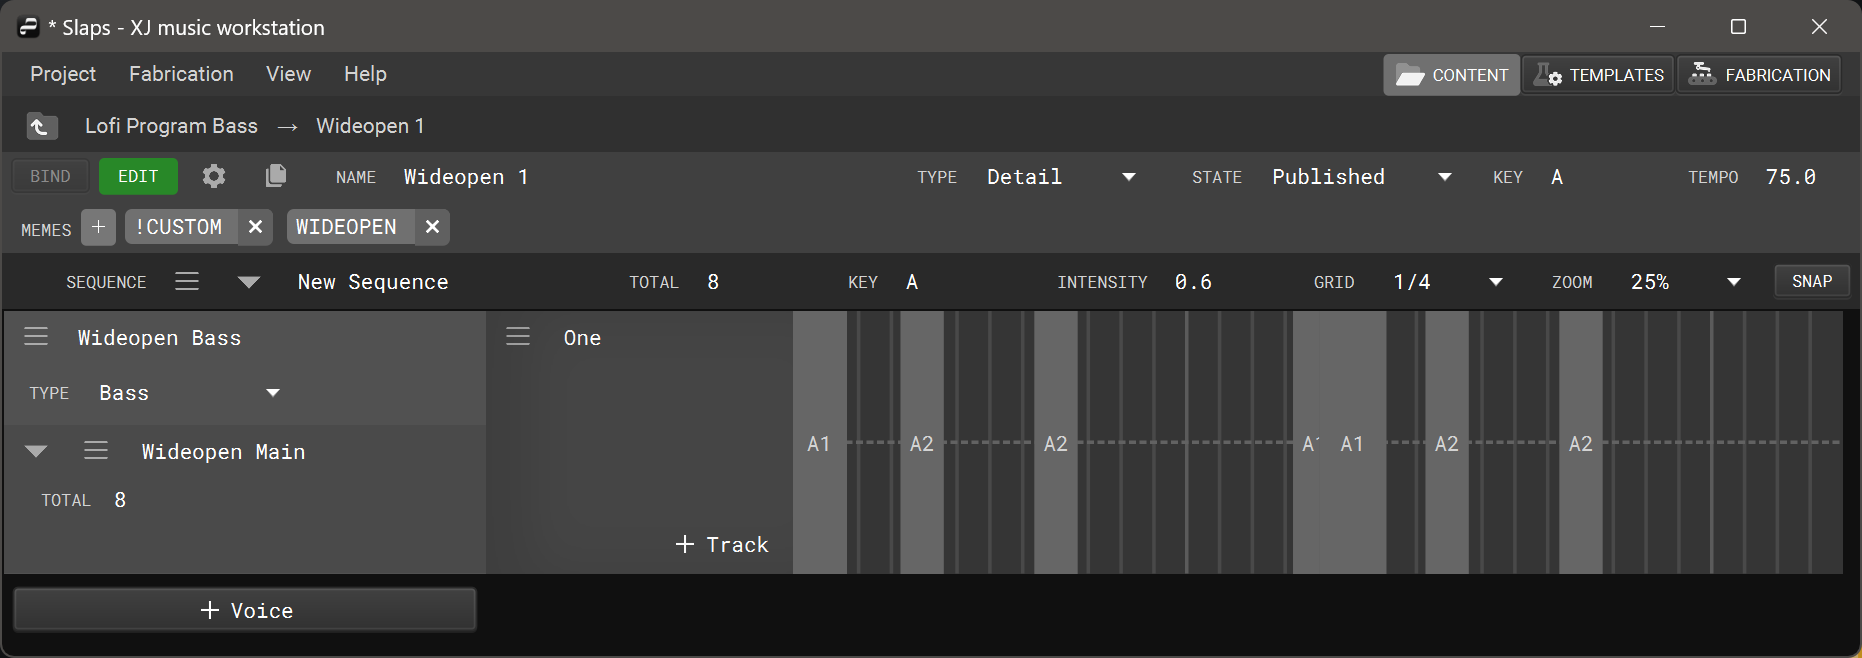 * Slaps - XJ music workstation
Project Fabrication View Help CONTENT TEMPLATES FABRICATION
Lofi Program Bass → Wideopen 1
BIND EDIT NAME Wideopen 1 TYPE Detail STATE Published KEY A TEMPO 75.0
MEMES + !CUSTOM × WIDEOPEN ×
SEQUENCE New Sequence TOTAL 8 KEY A INTENSITY 0.6 GRID 1/4 ZOOM 25% SNAP
Wideopen Bass One
TYPE Bass
A1 A2 A2 A1 A2 A2
Wideopen Main
TOTAL 8
+ Track
+ Voice